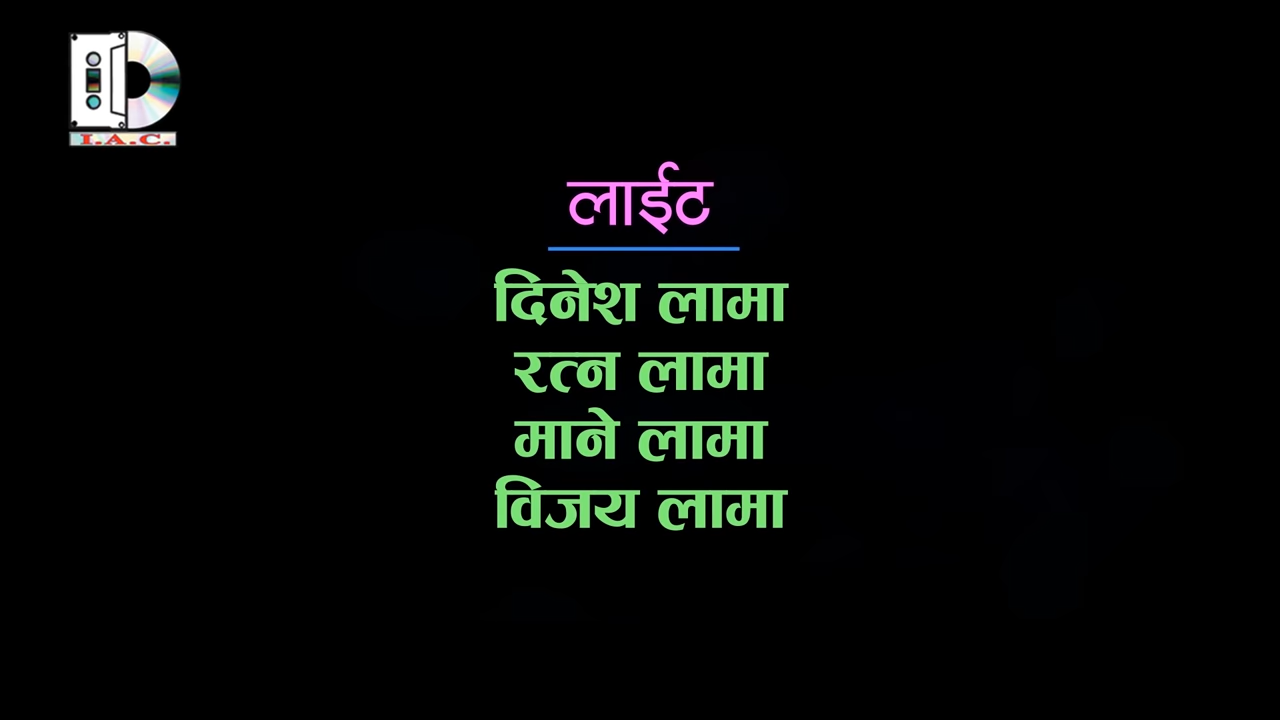 I.A.C.
लाईट
दिनेश लामा
रत्न लामा
माने लामा
विजय लामा